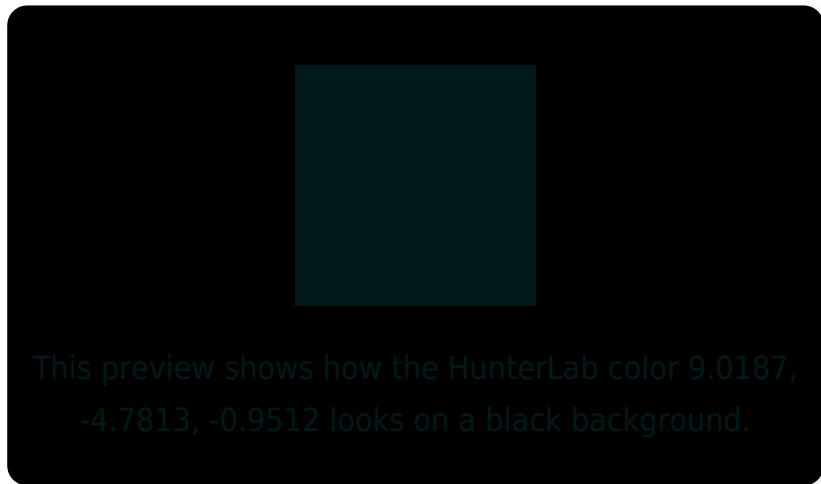 This preview shows how the HunterLab color 9.0187,
-4.7813, -0.9512 looks on a black background.